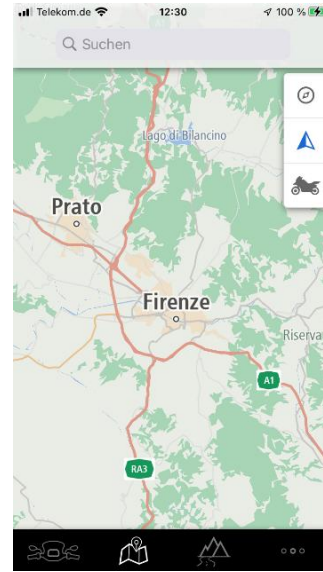 Telekom.de 12:30 100 %
Suchen
Lago di Bilancino
Prato
Firenze
Riserva
A1
RA3